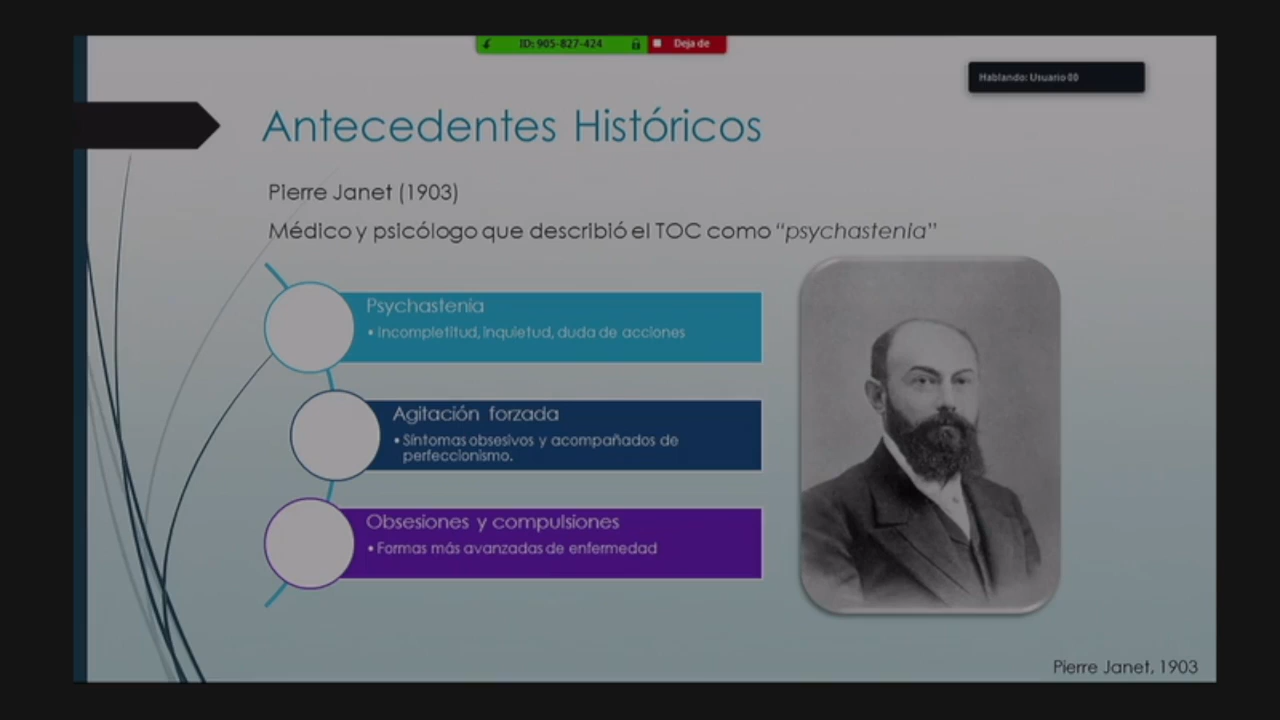 ID: 905-827-424
Deja de
Hablando: Usuario 00
Antecedentes Históricos
Pierre Janet (1903)
Médico y psicólogo que describió el TOC como “psychastenia”
Psychastenia
• Incompletitud, inquietud, duda de acciones
Agitación forzada
• Síntomas obsesivos y acompañados de
perfeccionismo.
Obsesiones y compulsiones
• Formas más avanzadas de enfermedad
Pierre Janet, 1903